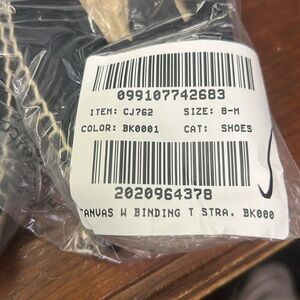 099107742683
ITEM: CJ762 SIZE: 8-M
COLOR: BK0001 CAT: SHOES
2020964378
CANVAS W BINDING T STRA. BK000